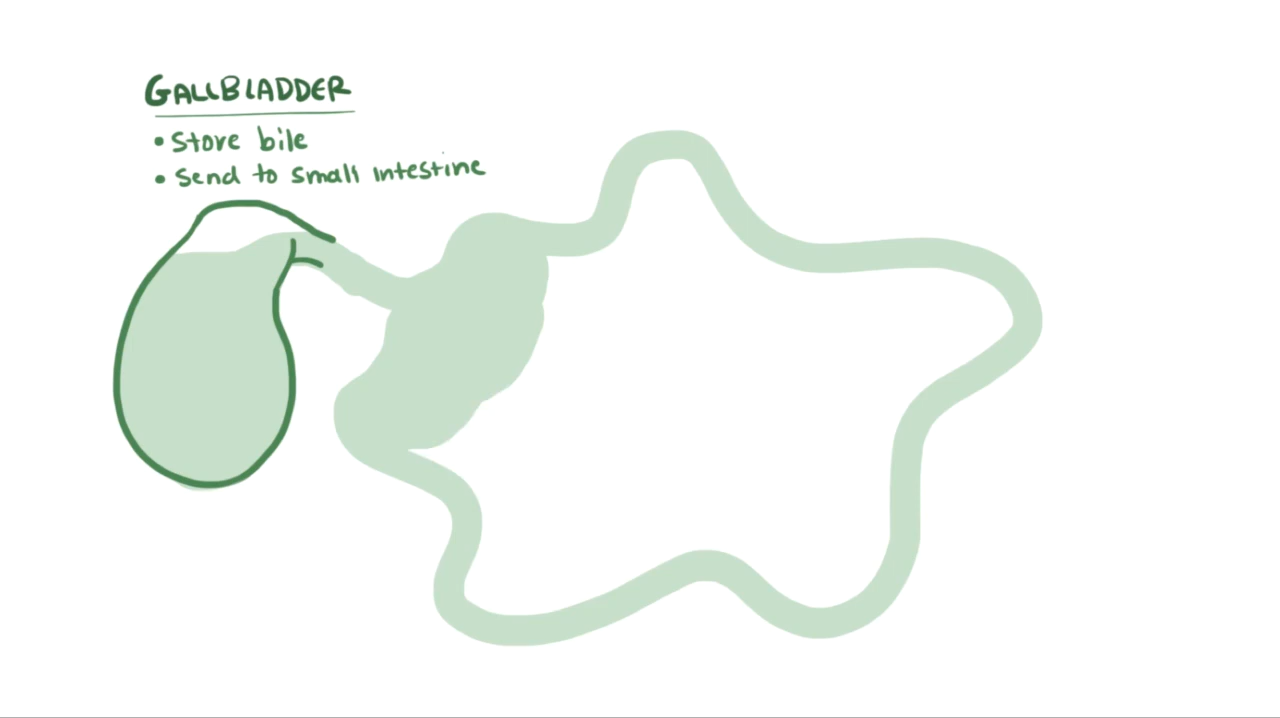 GALLBLADDER
• Store bile
• Send to small intestine